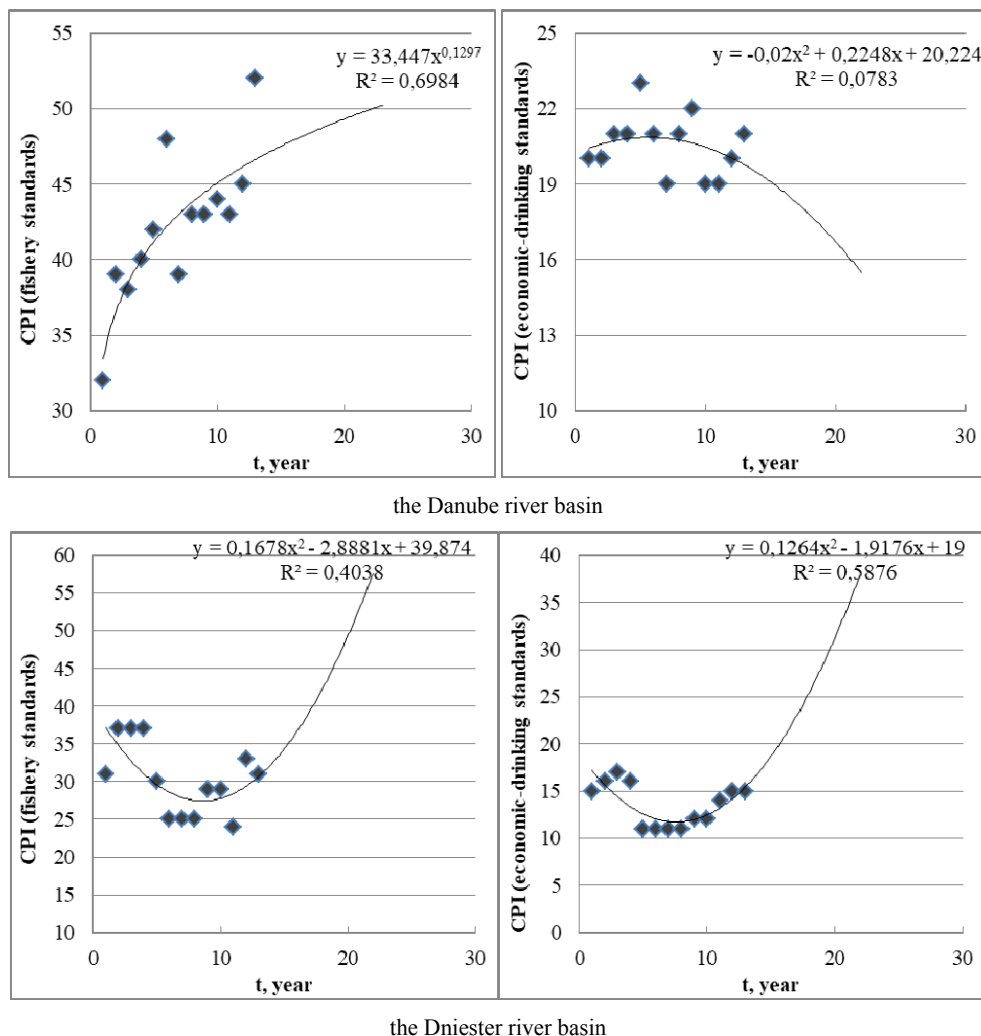 y = 33,447x^0,1297
R² = 0,6984
55
50
45
40
35
30
0 10 20 30
CPI (fishery standards)
t, year
y = -0,02x² + 0,2248x + 20,224
R² = 0,0783
25
22
19
16
13
10
0 10 20 30
CPI (economic-drinking standards)
t, year
the Danube river basin
y = 0,1678x² - 2,8881x + 39,874
R² = 0,4038
60
55
50
45
40
35
30
25
20
15
10
0 10 20 30
CPI (fishery standards)
t, year
y = 0,1264x² - 1,9176x + 19
R² = 0,5876
40
35
30
25
20
15
10
5
0
0 10 20 30
CPI (economic-drinking standards)
t, year
the Dniester river basin